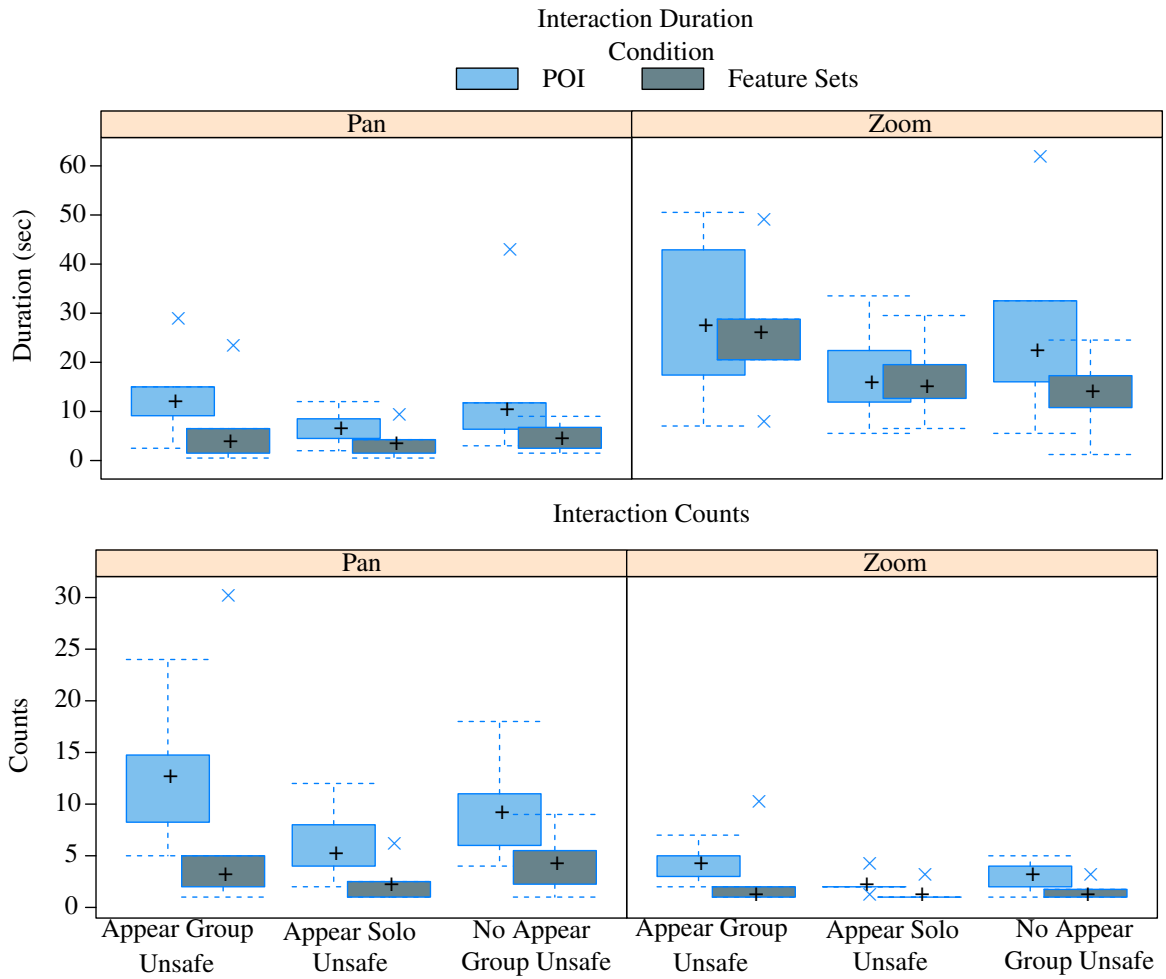 Interaction Duration
Condition
POI Feature Sets
Pan Zoom
Duration (sec)
60
50
40
30
20
10
0
Interaction Counts
Pan Zoom
Counts
30
25
20
15
10
5
0
Appear Group Unsafe
Appear Solo Unsafe
No Appear Group Unsafe
Appear Group Unsafe
Appear Solo Unsafe
No Appear Group Unsafe